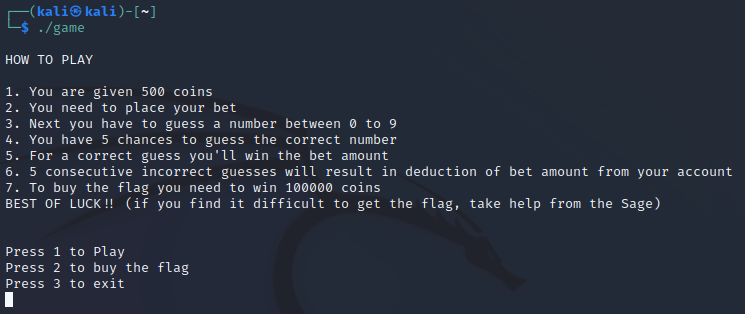 ┌──(kali㉿kali)-[~]
└─$ ./game
HOW TO PLAY
1. You are given 500 coins
2. You need to place your bet
3. Next you have to guess a number between 0 to 9
4. You have 5 chances to guess the correct number
5. For a correct guess you'll win the bet amount
6. 5 consecutive incorrect guesses will result in deduction of bet amount from your account
7. To buy the flag you need to win 100000 coins
BEST OF LUCK!! (if you find it difficult to get the flag, take help from the Sage)
Press 1 to Play
Press 2 to buy the flag
Press 3 to exit